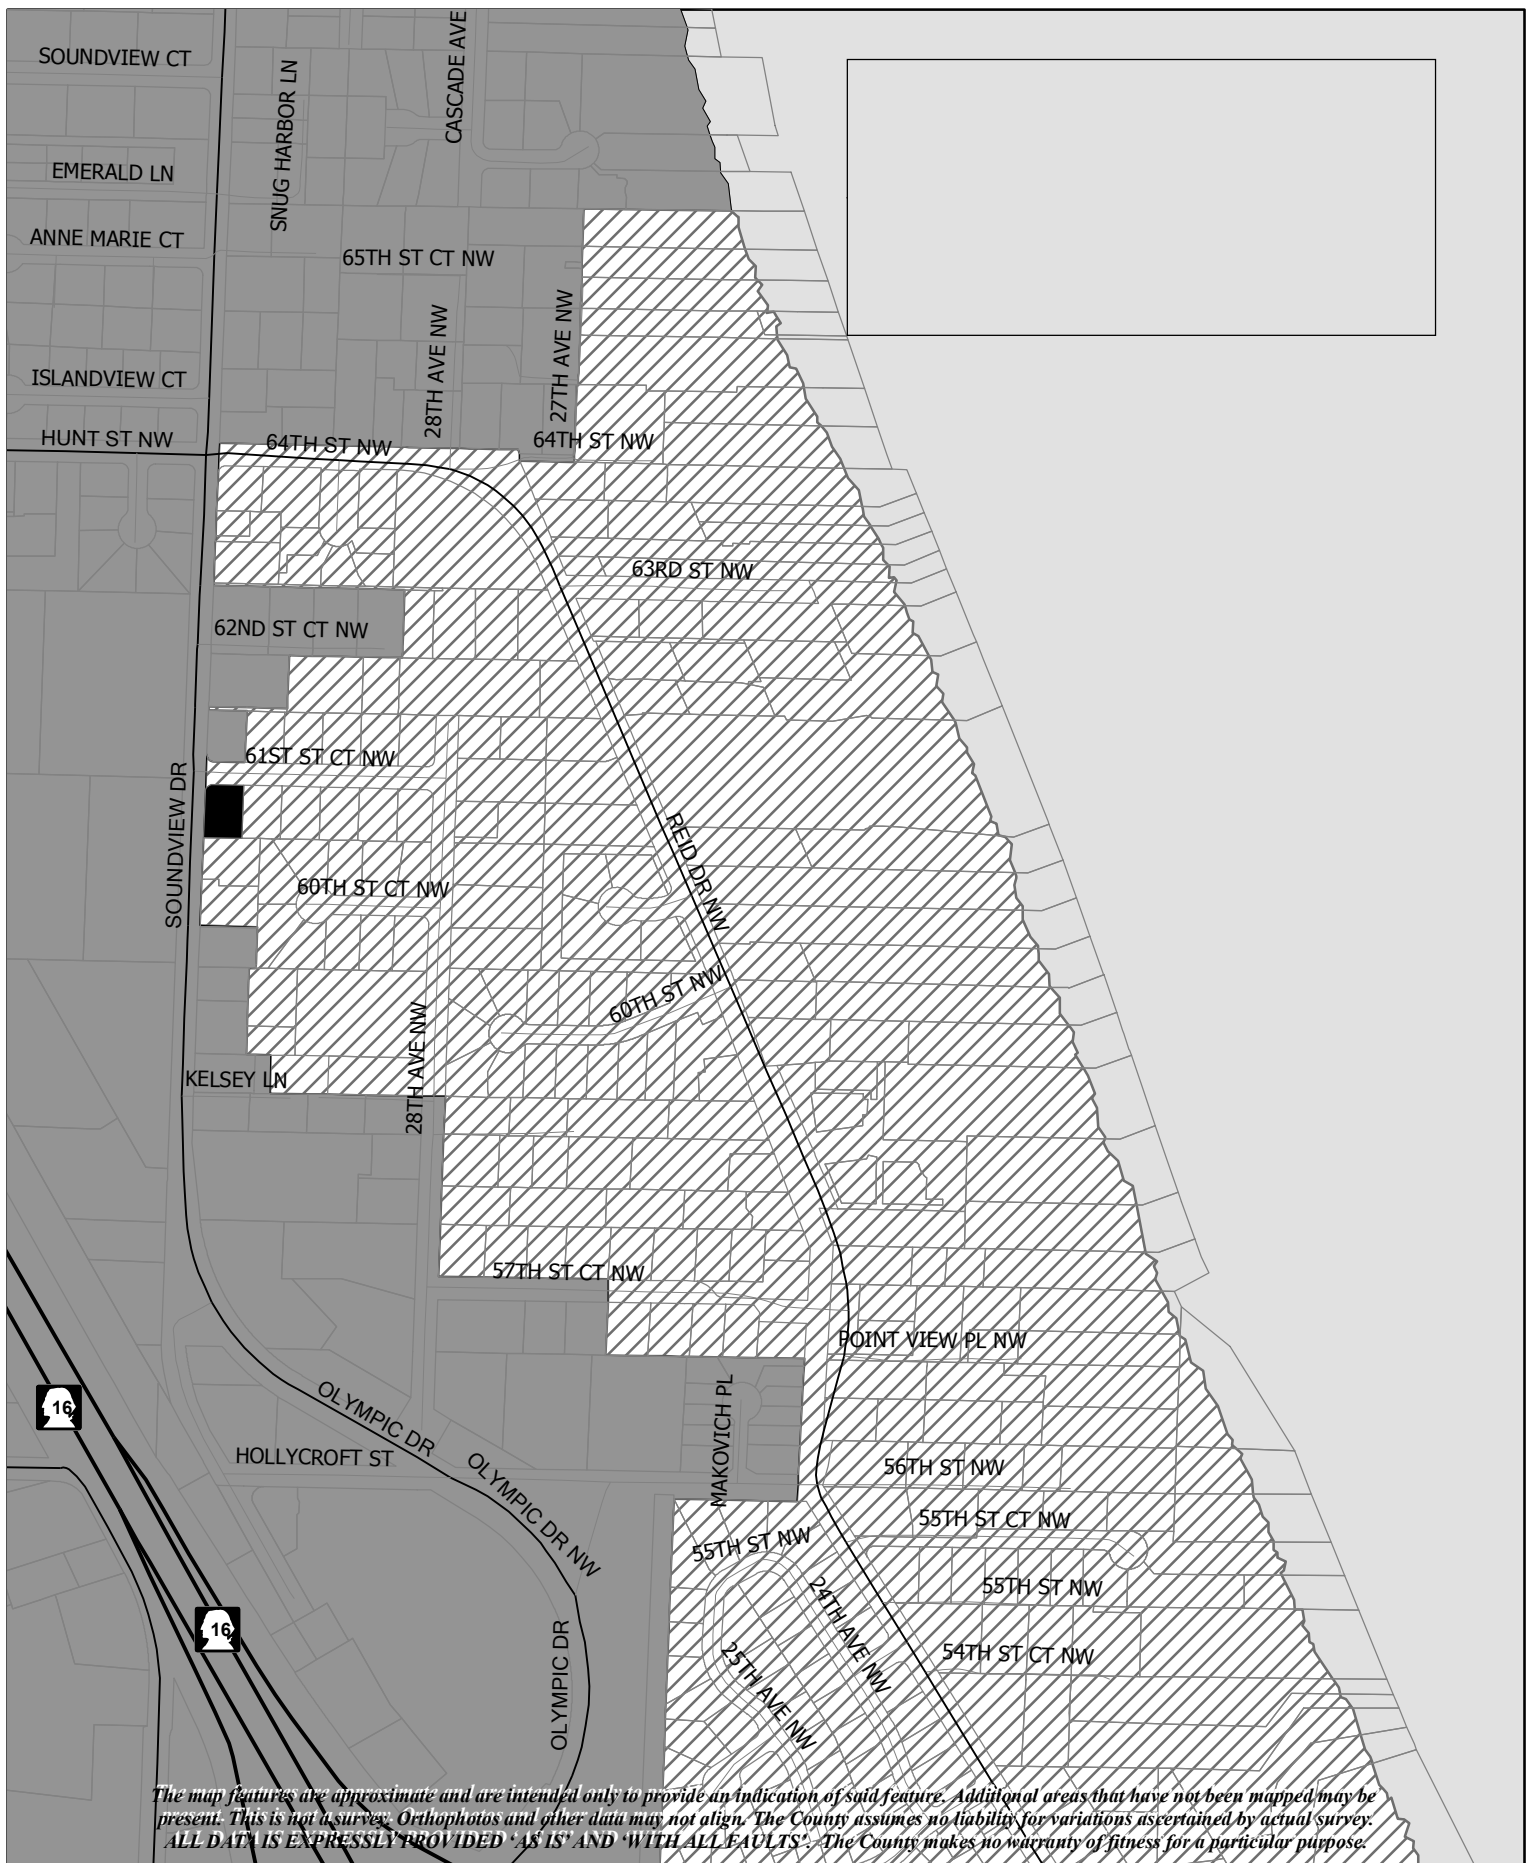 SOUNDVIEW CT
CASCADE AVE
SNUG HARBOR LN
EMERALD LN
ANNE MARIE CT
65TH ST CT NW
28TH AVE NW
27TH AVE NW
ISLANDVIEW CT
HUNT ST NW
64TH ST NW
64TH ST NW
63RD ST NW
62ND ST CT NW
61ST ST CT NW
SOUNDVIEW DR
REID DR NW
60TH ST CT NW
60TH ST NW
28TH AVE NW
KELSEY LN
57TH ST CT NW
POINT VIEW PL NW
16
OLYMPIC DR
MAKOVICH PL
HOLLYCROFT ST
OLYMPIC DR NW
56TH ST NW
55TH ST CT NW
55TH ST NW
55TH ST NW
24TH AVE NW
16
54TH ST CT NW
25TH AVE NW
OLYMPIC DR
The map features are approximate and are intended only to provide an indication of said feature. Additional areas that have not been mapped may be
present. This is not a survey. Orthophotos and other data may not align. The County assumes no liability for variations ascertained by actual survey.
ALL DATA IS EXPRESSLY PROVIDED ‘AS IS’ AND ‘WITH ALL FAULTS’. The County makes no warranty of fitness for a particular purpose.